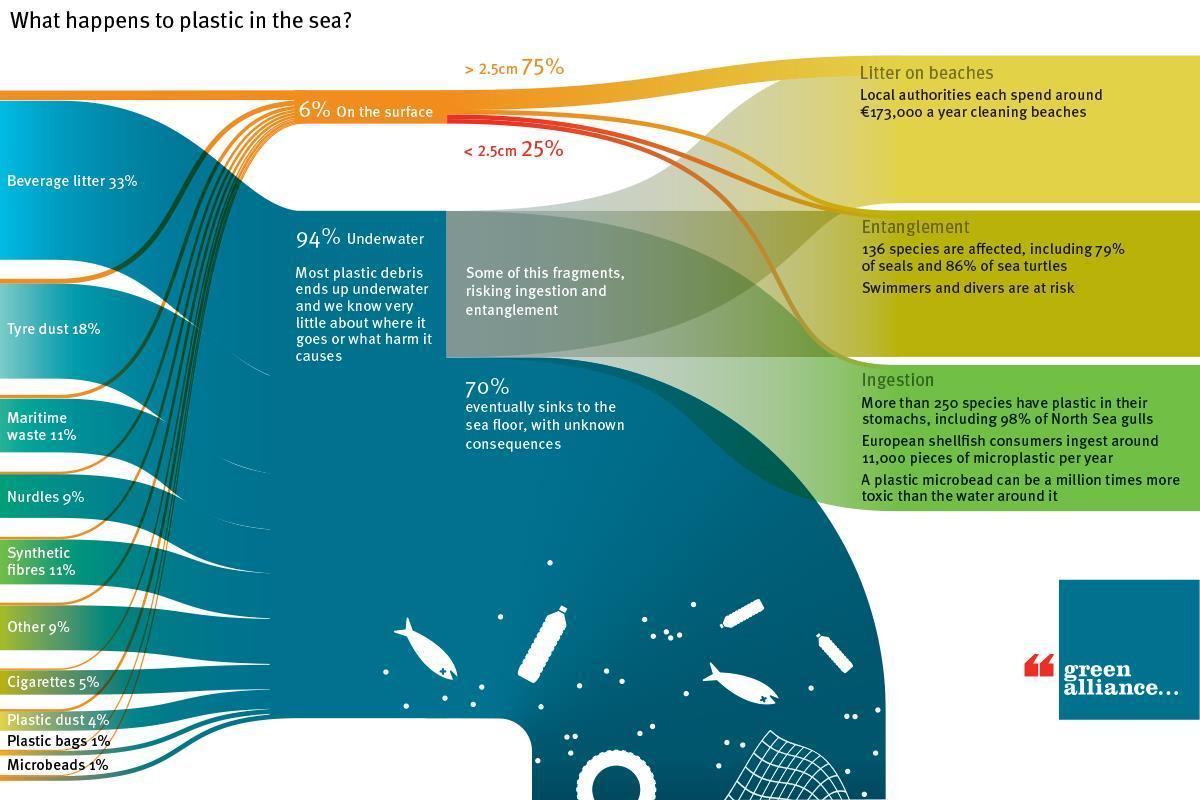 What happens to plastic in the sea?
> 2.5cm 75%
6% On the surface
< 2.5cm 25%
Beverage litter 33%
Tyre dust 18%
Maritime
waste 11%
Nurdles 9%
Synthetic
fibres 11%
Other 9%
Cigarettes 5%
Plastic dust 4%
Plastic bags 1%
Microbeads 1%
94% Underwater
Most plastic debris
ends up underwater
and we know very
little about where it
goes or what harm it
causes
Some of this fragments,
risking ingestion and
entanglement
70%
eventually sinks to the
sea floor, with unknown
consequences
Litter on beaches
Local authorities each spend around
€173,000 a year cleaning beaches
Entanglement
136 species are affected, including 79%
of seals and 86% of sea turtles
Swimmers and divers are at risk
Ingestion
More than 250 species have plastic in their
stomachs, including 98% of North Sea gulls
European shellfish consumers ingest around
11,000 pieces of microplastic per year
A plastic microbead can be a million times more
toxic than the water around it
“ green
alliance...